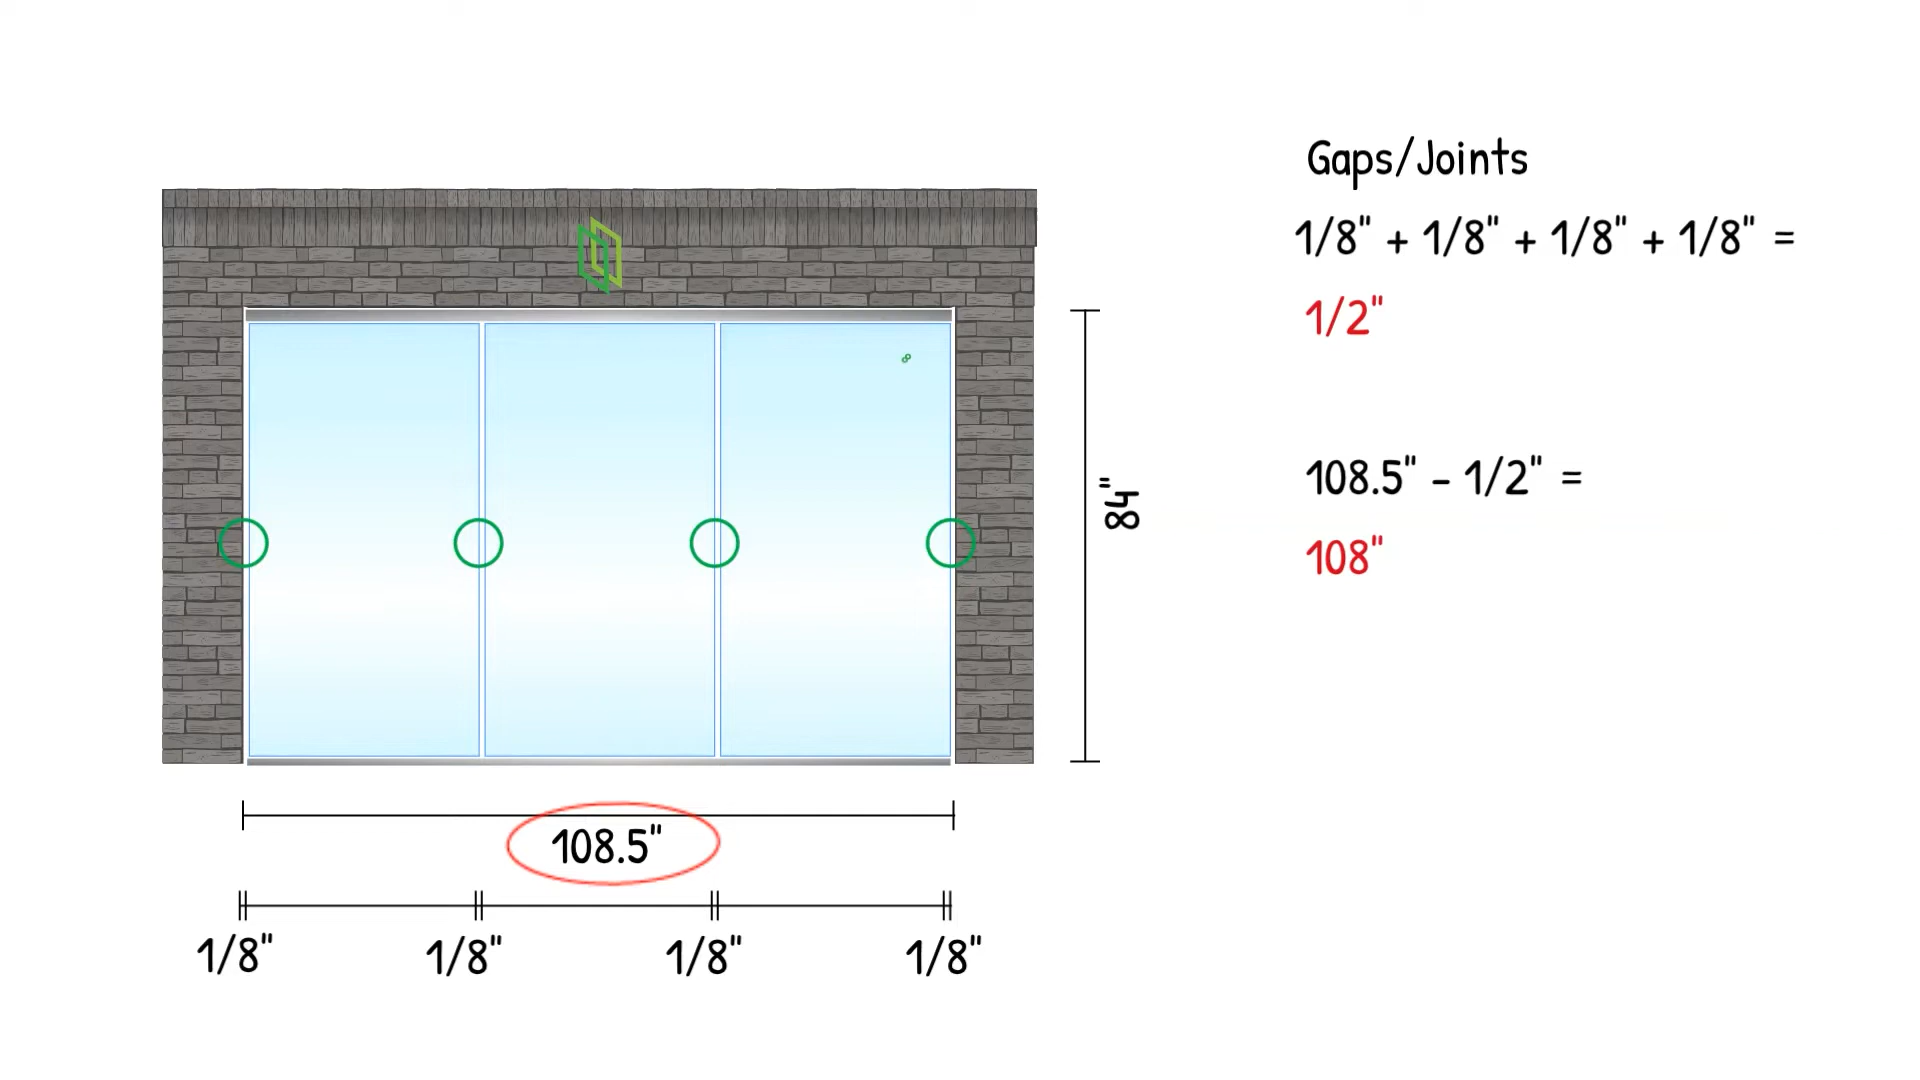 Gaps/Joints
1/8" + 1/8" + 1/8" + 1/8" =
1/2"
108.5" - 1/2" =
108"
84"
108.5"
1/8" 1/8" 1/8" 1/8"